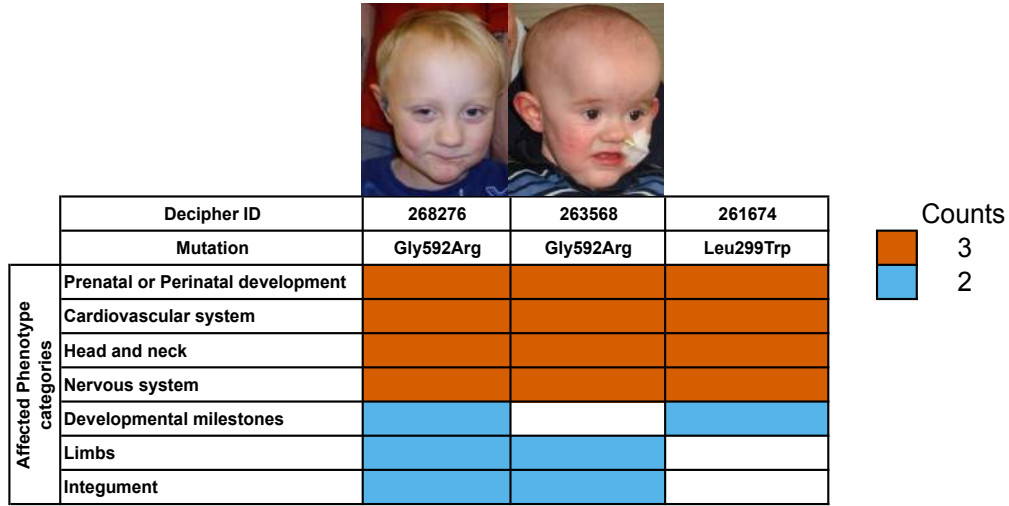 Decipher ID 268276 263568 261674
Mutation Gly592Arg Gly592Arg Leu299Trp
Affected Phenotype
categories
Prenatal or Perinatal development
Cardiovascular system
Head and neck
Nervous system
Developmental milestones
Limbs
Integument
Counts
3
2